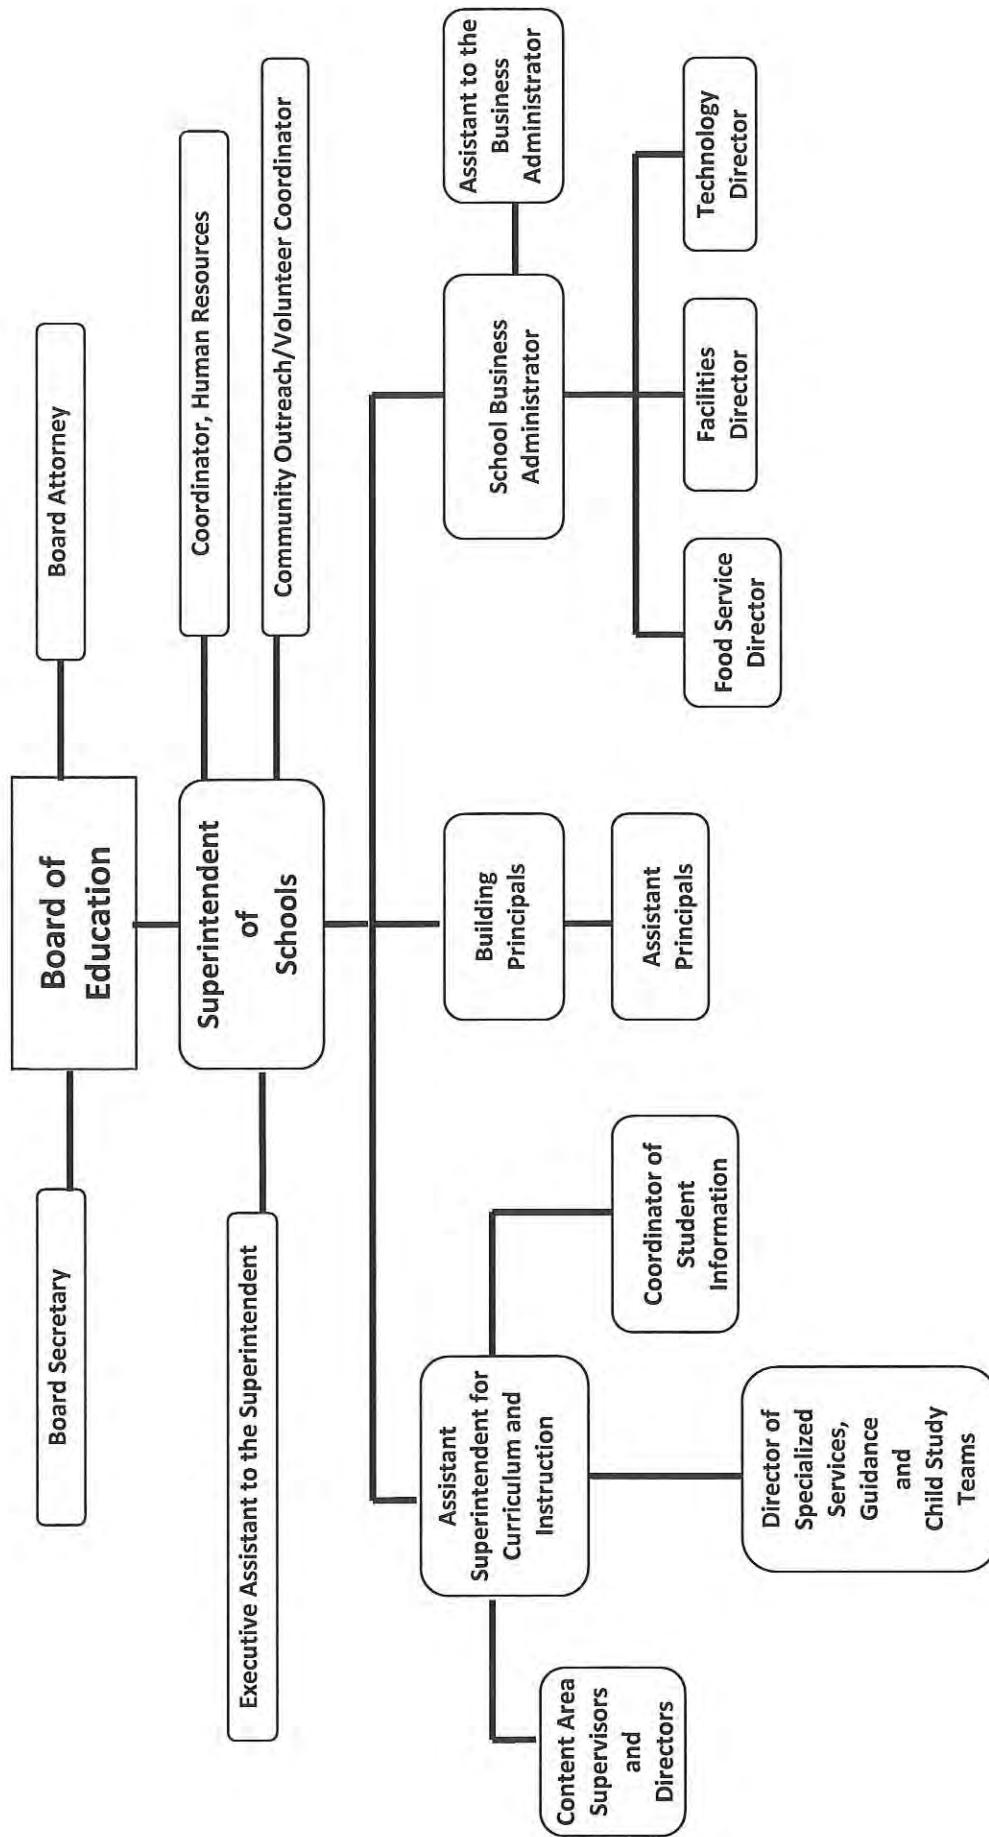 Board of
Education
Board Secretary
Board Attorney
Superintendent
of
Schools
Executive Assistant to the Superintendent
Coordinator, Human Resources
Community Outreach/Volunteer Coordinator
Assistant
Superintendent for
Curriculum and
Instruction
Building
Principals
School Business
Administrator
Assistant to the
Business
Administrator
Content Area
Supervisors
and
Directors
Coordinator of
Student
Information
Assistant
Principals
Food Service
Director
Facilities
Director
Technology
Director
Director of
Specialized
Services,
Guidance
and
Child Study
Teams